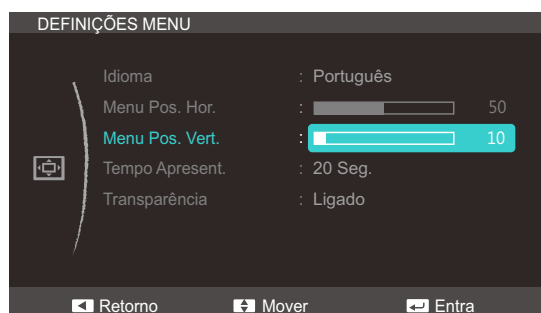 DEFINIÇÕES MENU
Idioma : Português
Menu Pos. Hor. : 50
Menu Pos. Vert. : 10
Tempo Apresent. : 20 Seg.
Transparência : Ligado
Retorno Mover Entra